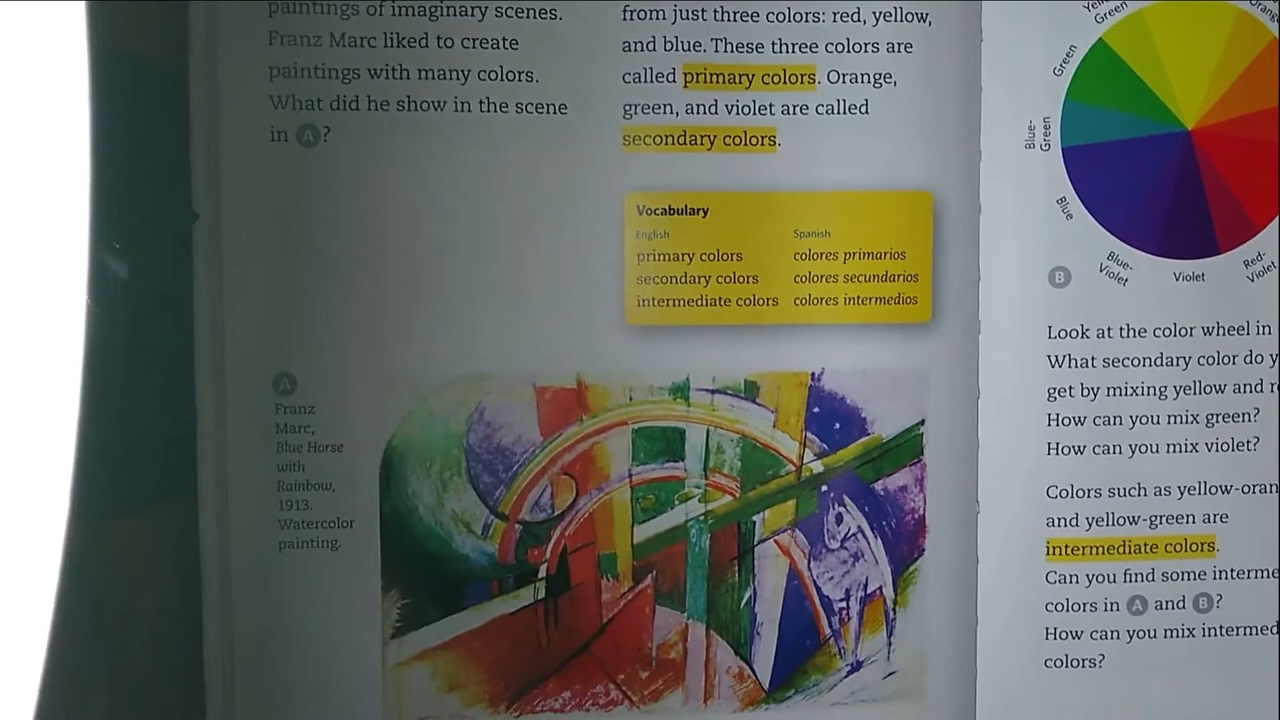 paintings of imaginary scenes.
Franz Marc liked to create
paintings with many colors.
What did he show in the scene
in A?
from just three colors: red, yellow,
and blue. These three colors are
called primary colors. Orange,
green, and violet are called
secondary colors.
Vocabulary
English Spanish
primary colors colores primarios
secondary colors colores secundarios
intermediate colors colores intermedios
A
Franz
Marc,
Blue Horse
with
Rainbow,
1913.
Watercolor
painting.
Green
Green
Blue-
Green
Blue
Blue-
Violet
Violet
Red-
Violet
B
Look at the color wheel in
What secondary color do
get by mixing yellow and
How can you mix green?
How can you mix violet?
Colors such as
and yellow-green are
intermediate colors.
Can you find some
colors in A and B?
How can you mix
colors?